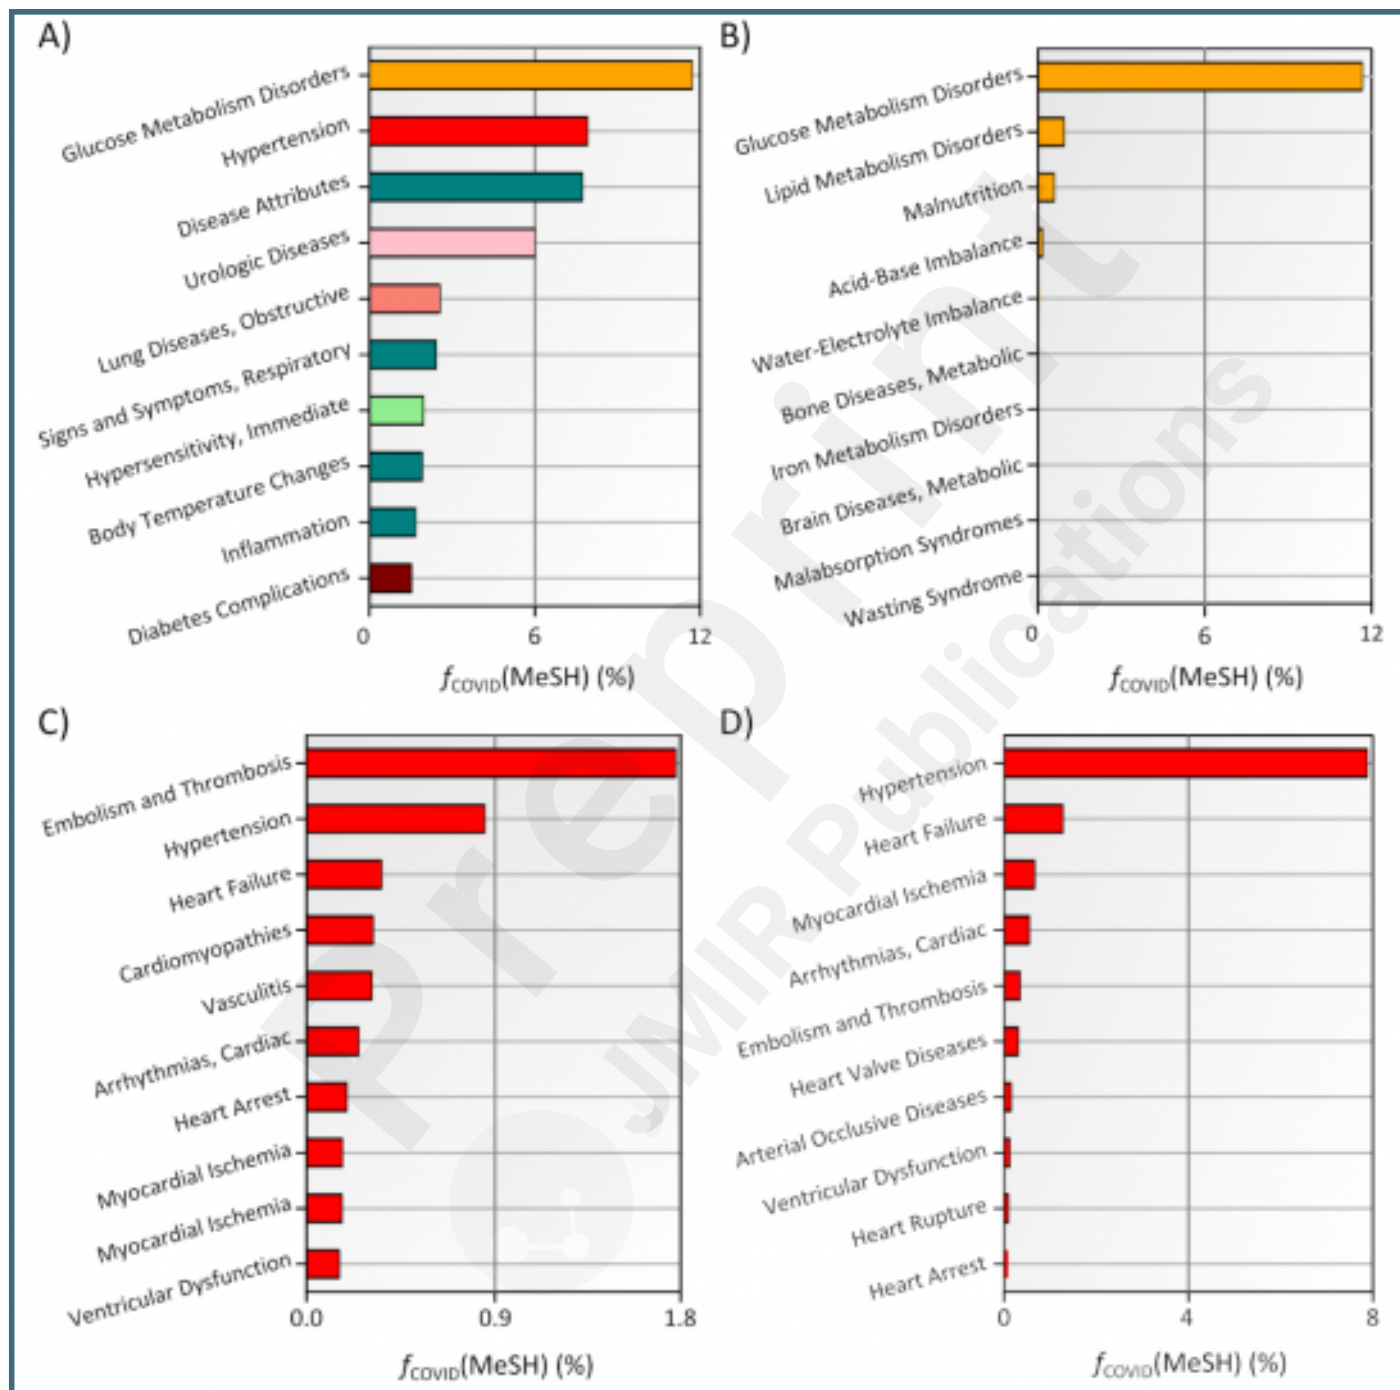 A)
Glucose Metabolism Disorders
Hypertension
Disease Attributes
Urologic Diseases
Lung Diseases, Obstructive
Signs and Symptoms, Respiratory
Hypersensitivity, Immediate
Body Temperature Changes
Inflammation
Diabetes Complications
0 6 12
fCOVID(MeSH) (%)
B)
Glucose Metabolism Disorders
Lipid Metabolism Disorders
Malnutrition
Acid-Base Imbalance
Water-Electrolyte Imbalance
Bone Diseases, Metabolic
Iron Metabolism Disorders
Brain Diseases, Metabolic
Malabsorption Syndromes
Wasting Syndrome
0 6 12
fCOVID(MeSH) (%)
C)
Embolism and Thrombosis
Hypertension
Heart Failure
Cardiomyopathies
Vasculitis
Arrhythmias, Cardiac
Heart Arrest
Myocardial Ischemia
Myocardial Ischemia
Ventricular Dysfunction
0.0 0.9 1.8
fCOVID(MeSH) (%)
D)
Hypertension
Heart Failure
Myocardial Ischemia
Arrhythmias, Cardiac
Embolism and Thrombosis
Heart Valve Diseases
Arterial Occlusive Diseases
Ventricular Dysfunction
Heart Rupture
Heart Arrest
0 4 8
fCOVID(MeSH) (%)
Preprint
JMIR Publications